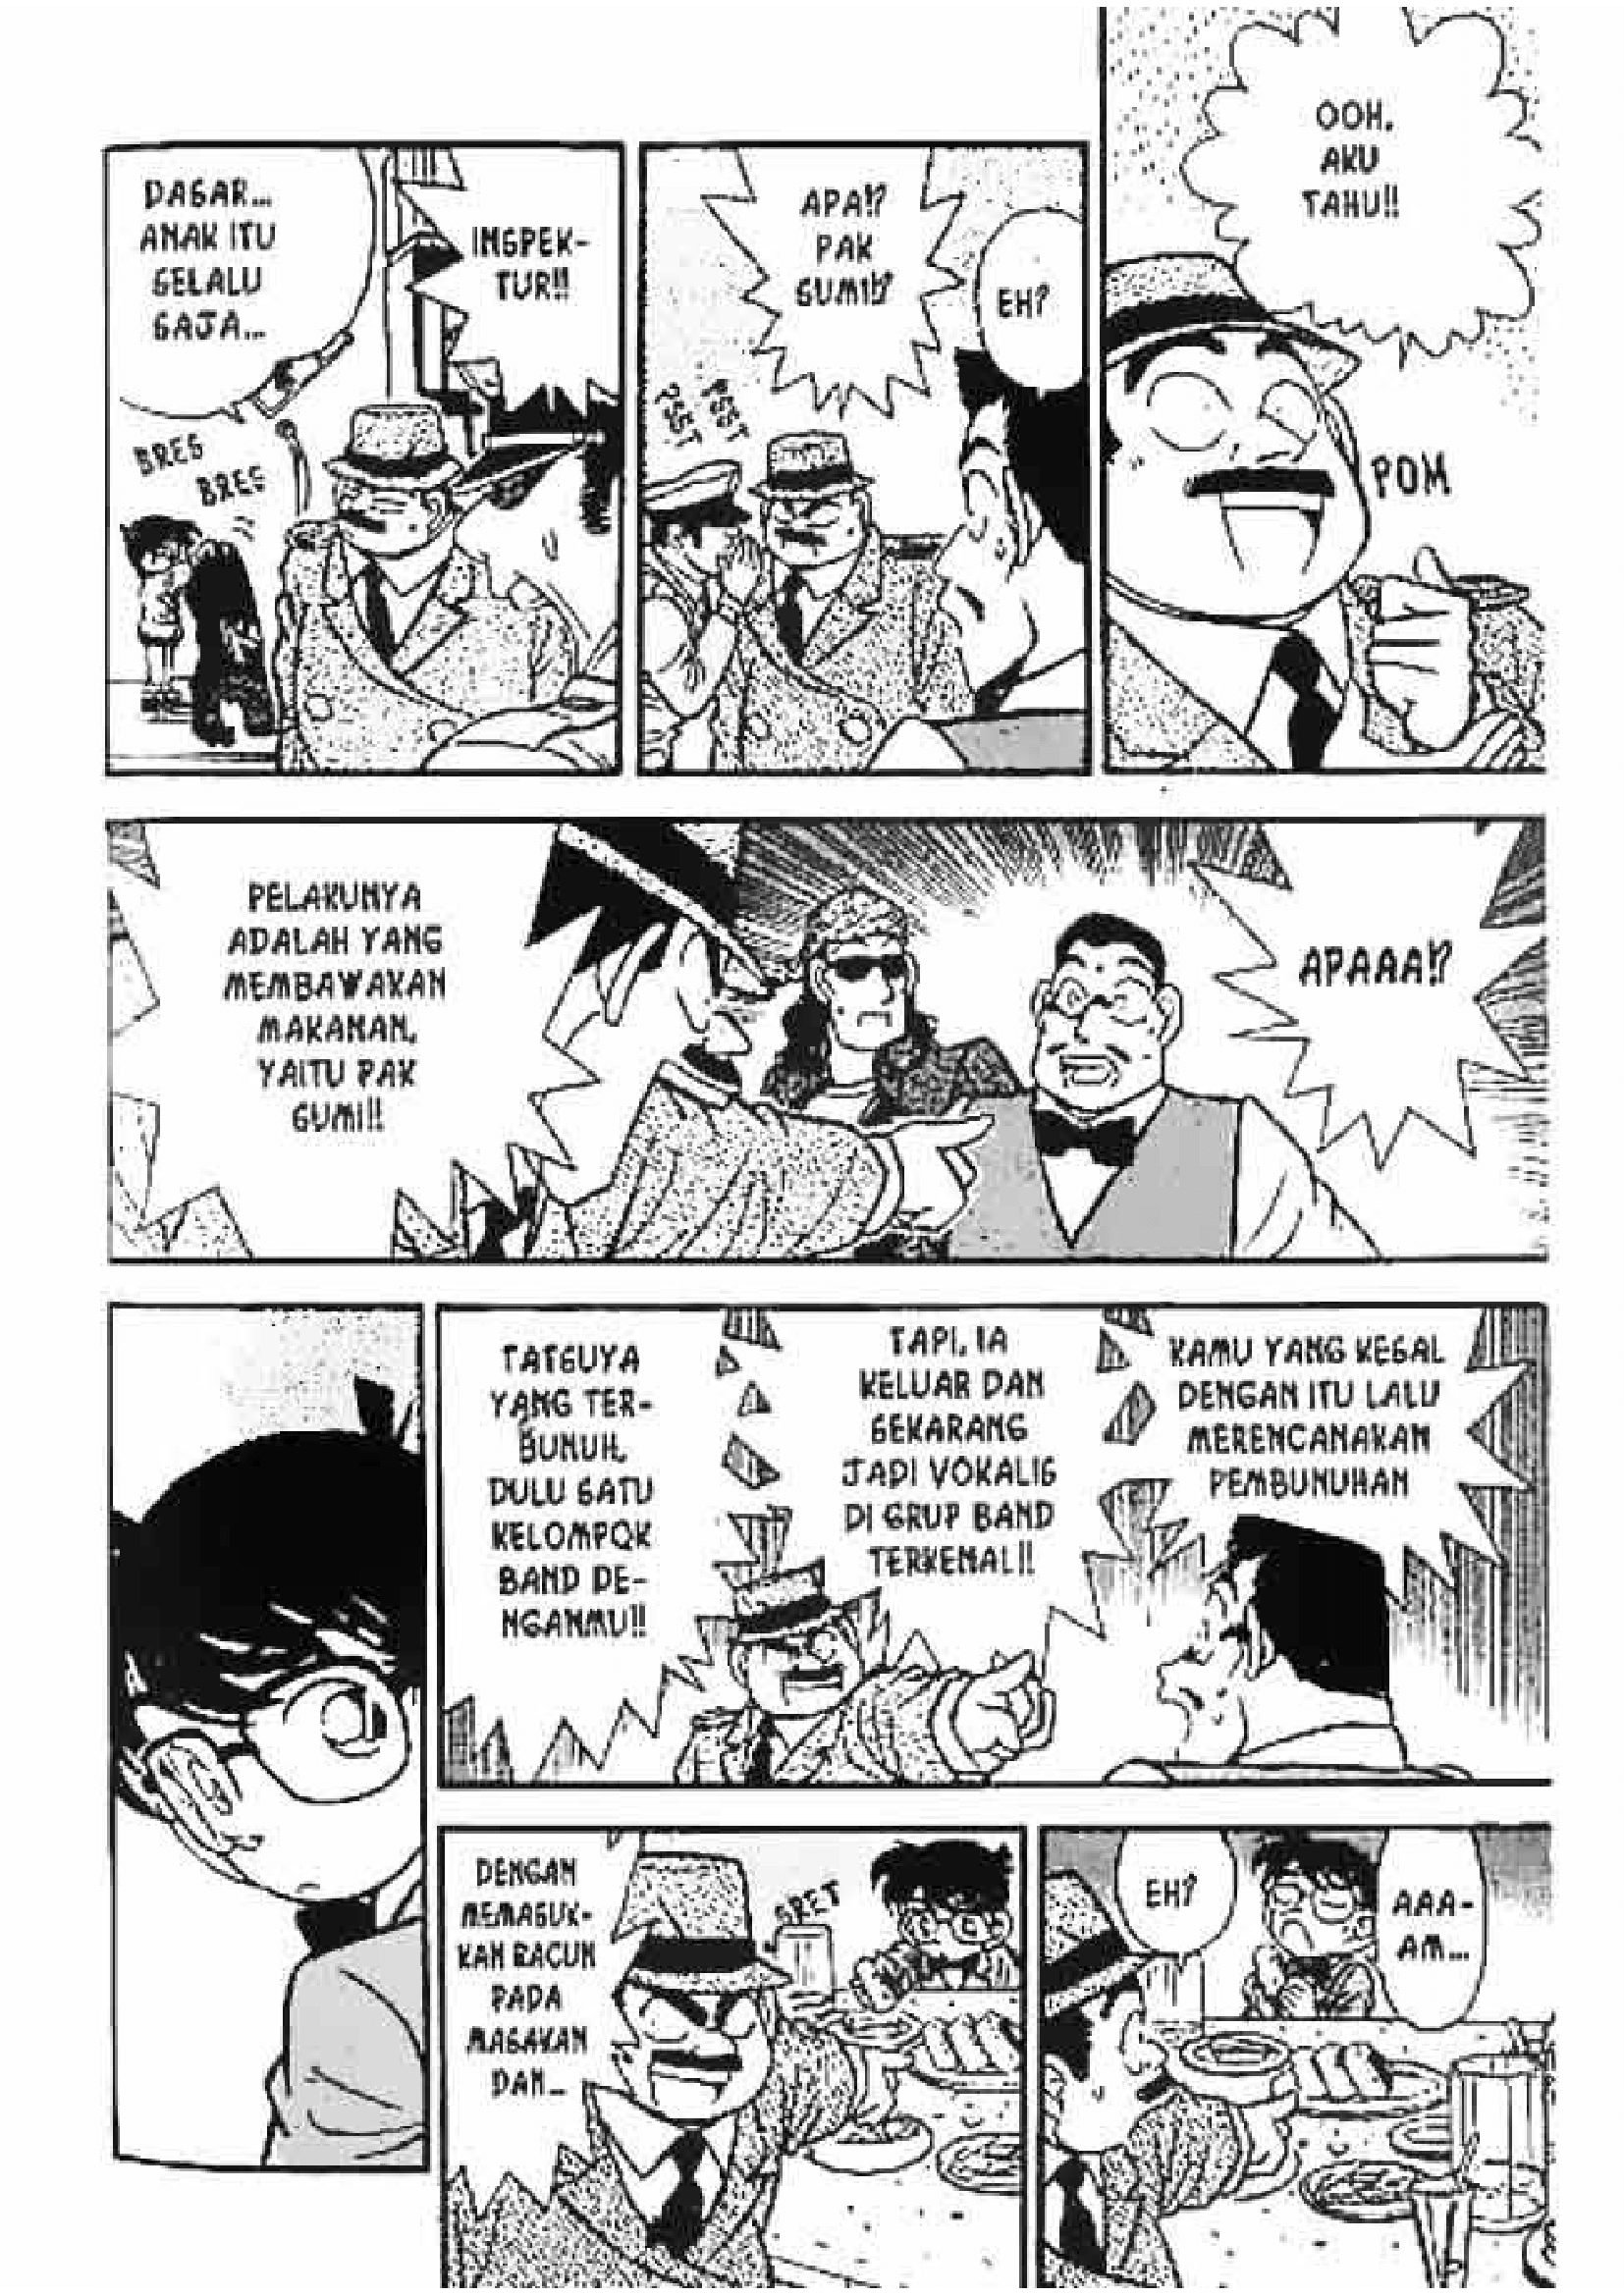 DASAR...
ANAK ITU
SELALU
SAJA...
INSPEK-
TUR!!
BRES
BRES
APA!?
PAK
SUMI!?
EH?
PSST
PSST
OOH,
AKU
TAHU!!
POM
PELAKUNYA
ADALAH YANG
MEMBAWAKAN
MAKANAN,
YAITU PAK
SUMI!!
APAAA!?
TATSUYA
YANG TER-
BUNUH,
DULU SATU
KELOMPOK
BAND DE-
NGANMU!!
TAPI, IA
KELUAR DAN
SEKARANG
JADI VOKALIS
DI GRUP BAND
TERKENAL!!
KAMU YANG KESAL
DENGAN ITU LALU
MERENCANAKAN
PEMBUNUHAN
DENGAN
MEMASUK-
KAN RACUN
PADA
MASAKAN
DAN...
SRET
EH?
AAA-
AM...